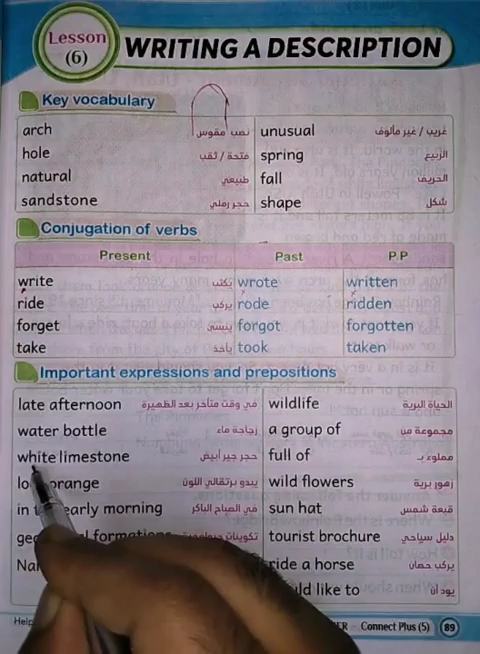 Lesson
(6)
WRITING A DESCRIPTION
Key vocabulary
arch نصب مقوس unusual غريب / غير مألوف
hole فتحة / ثقب spring الربيع
natural طبيعي fall الخريف
sandstone حجر رملي shape شكل
Conjugation of verbs
Present Past P.P
write يكتب wrote written
ride يركب rode ridden
forget ينسى forgot forgotten
take يأخذ took taken
Important expressions and prepositions
late afternoon في وقت متأخر بعد الظهيرة wildlife الحياة البرية
water bottle زجاجة ماء a group of مجموعة من
white limestone حجر جير أبيض full of مملوء بـ
orange يبدو برتقالي اللون wild flowers زهور برية
in early morning في الصباح الباكر sun hat قبعة شمس
formations تكوينات tourist brochure دليل سياحي
ride a horse يركب حصان
like to يود أن
Connect Plus (5) 89